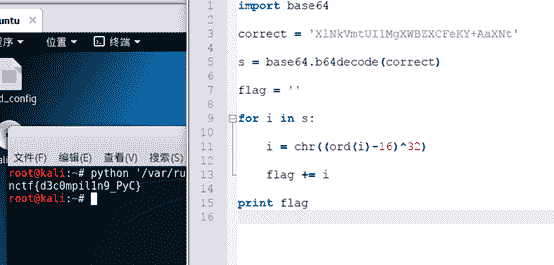 untu ×
程序 ▾ 位置 ▾ 终端
d_config
文件(F) 编辑(E) 查看(V) 搜索(S)
root@kali:~# python '/var/ru
nctf{d3c0mpil1n9_PyC}
root@kali:~#
1 import base64
2
3 correct = 'XlNkVmtUI1MgXWBZXCFeKY+AaXNt'
4
5 s = base64.b64decode(correct)
6
7 flag = ''
8
9 for i in s:
10
11 i = chr((ord(i)-16)^32)
12
13 flag += i
14
15 print flag
16